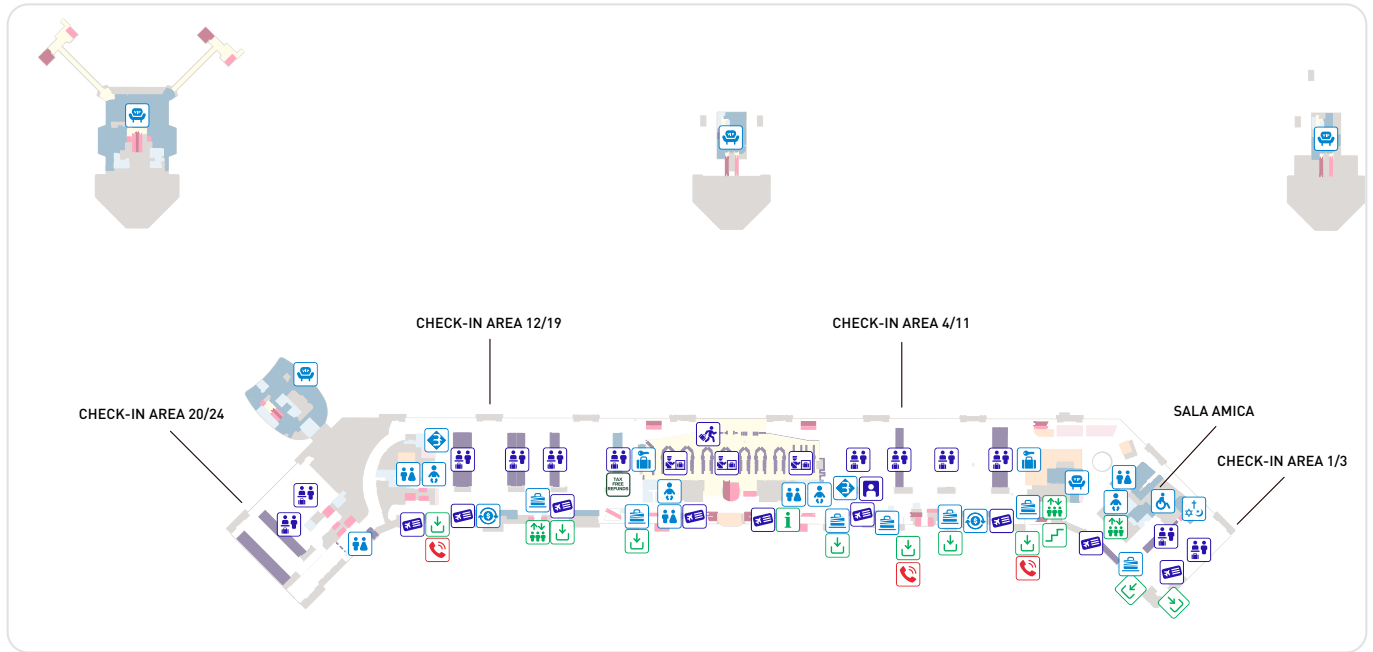 CHECK-IN AREA 12/19
CHECK-IN AREA 4/11
CHECK-IN AREA 20/24
SALA AMICA
CHECK-IN AREA 1/3
TAX
FREE
REFUNDS